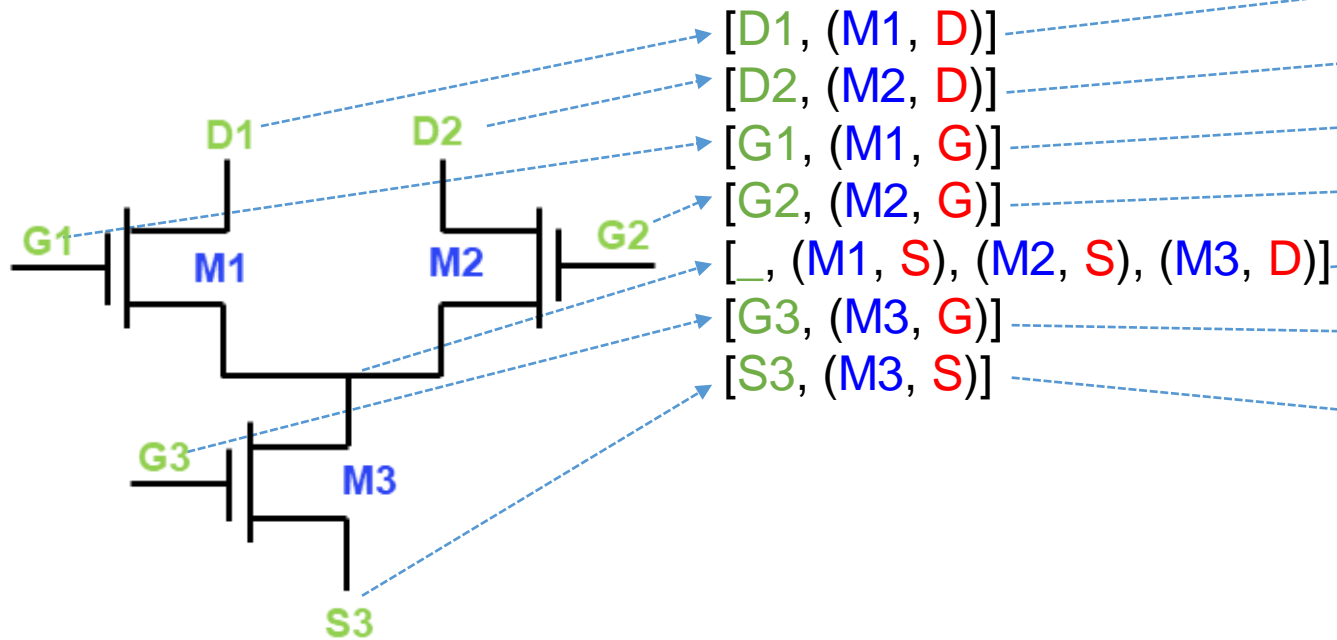 D1
D2
G1
M1
M2
G2
G3
M3
S3
[D1, (M1, D)]
[D2, (M2, D)]
[G1, (M1, G)]
[G2, (M2, G)]
[_, (M1, S), (M2, S), (M3, D)]
[G3, (M3, G)]
[S3, (M3, S)]